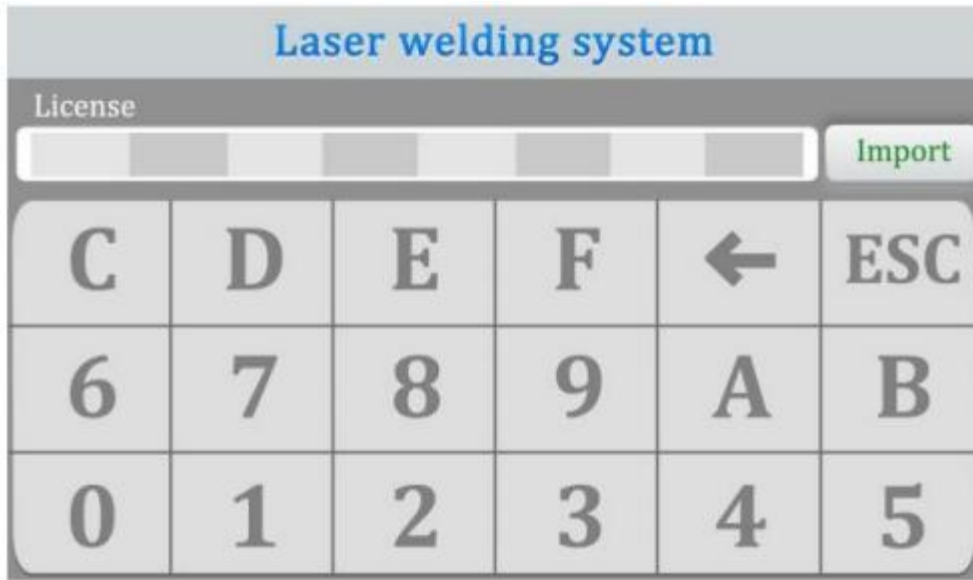 Laser welding system
License
Import
C D E F ← ESC
6 7 8 9 A B
0 1 2 3 4 5